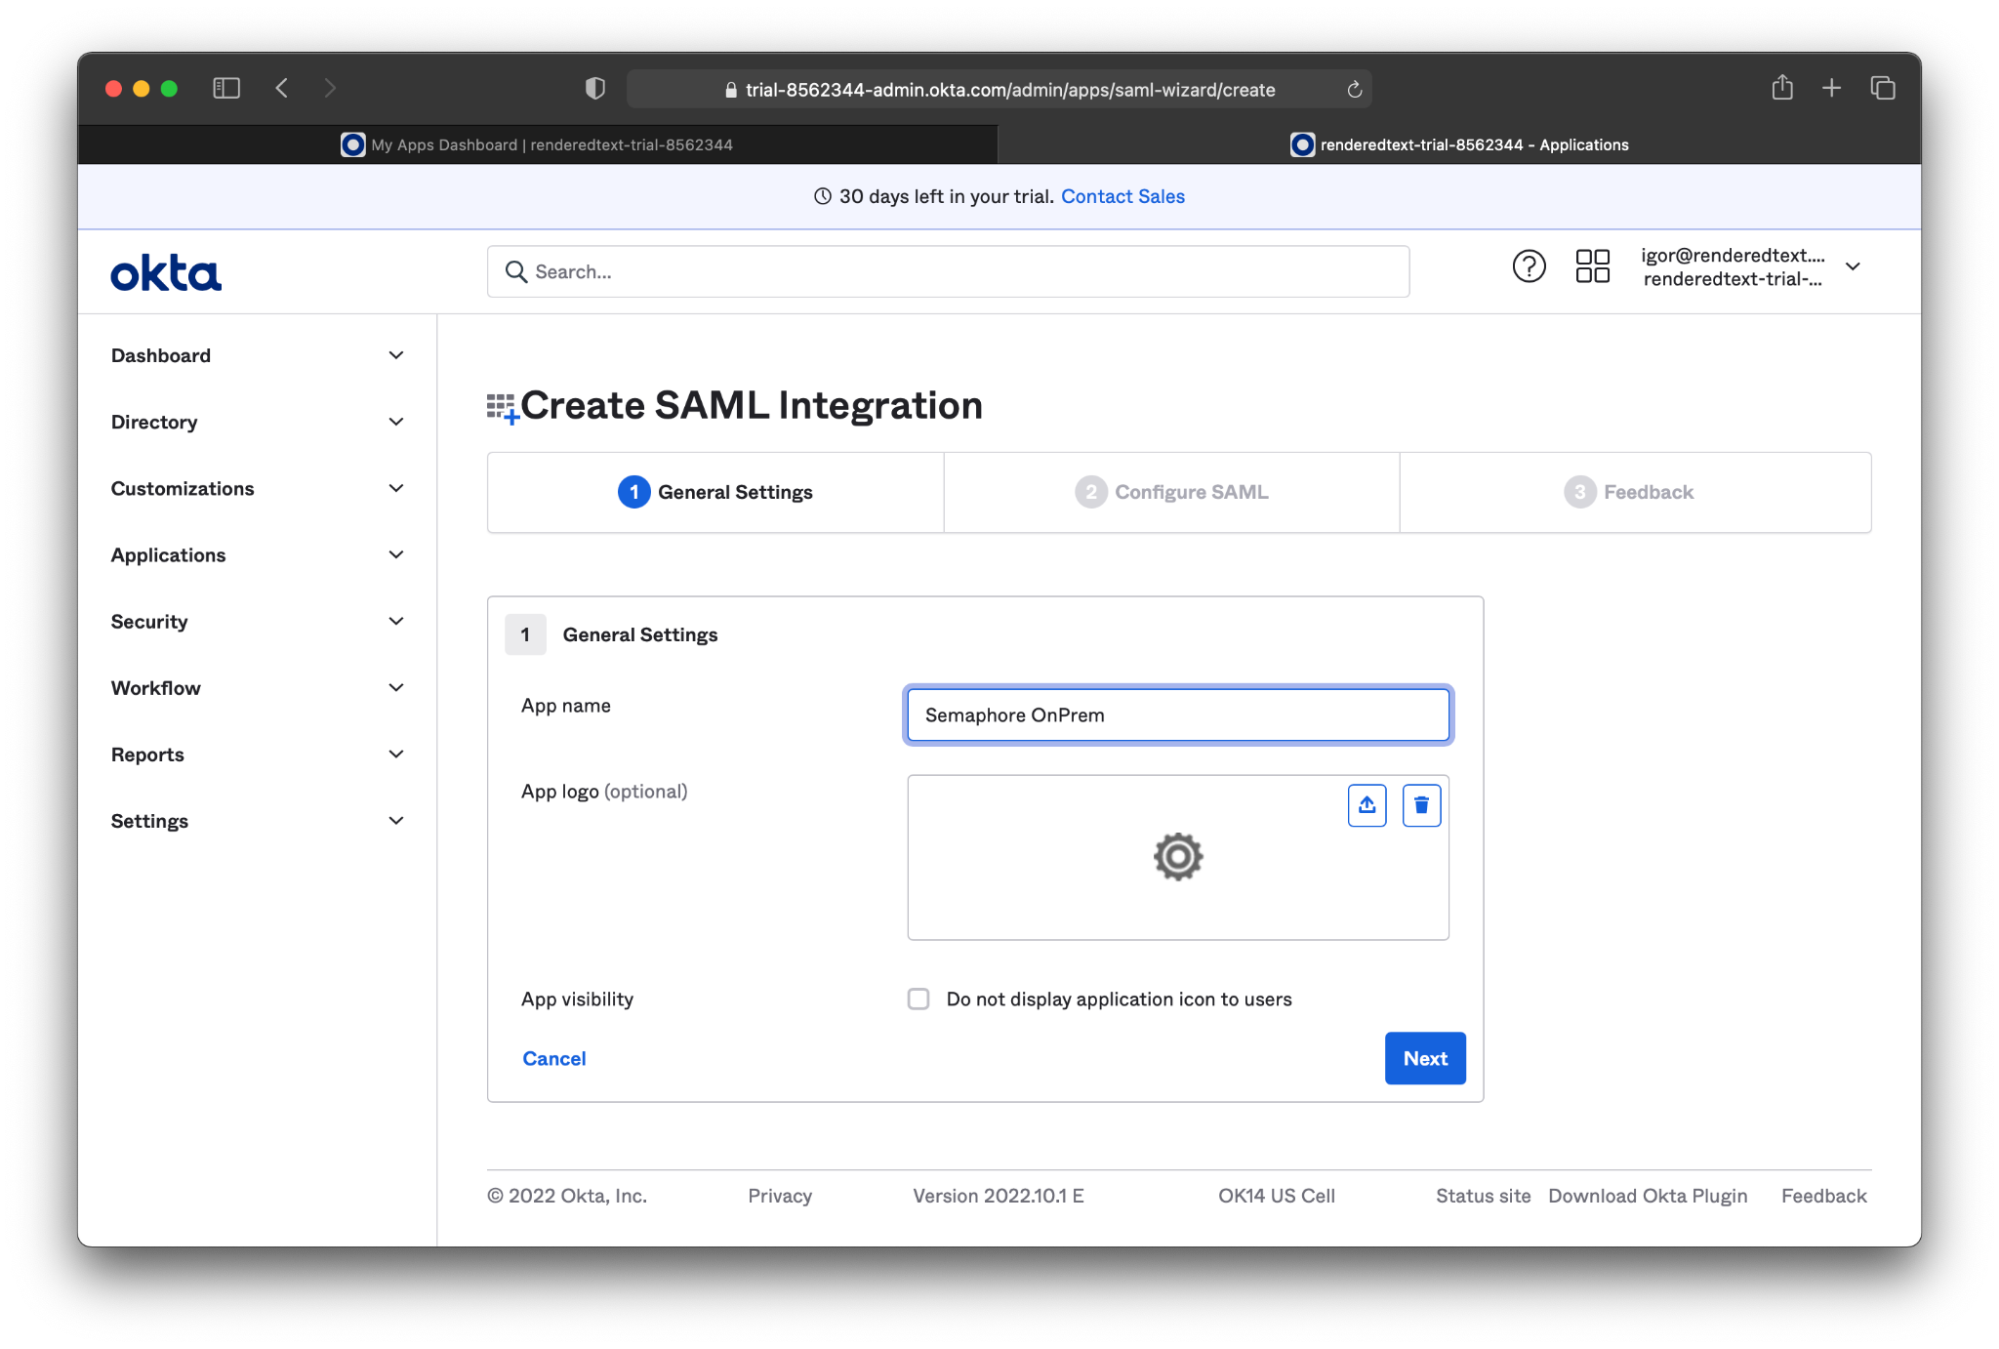 trial-8562344-admin.okta.com/admin/apps/saml-wizard/create
My Apps Dashboard | renderedtext-trial-8562344
renderedtext-trial-8562344 - Applications
30 days left in your trial. Contact Sales
okta
Search...
igor@renderedtext....
renderedtext-trial-...
Dashboard
Directory
Customizations
Applications
Security
Workflow
Reports
Settings
Create SAML Integration
1 General Settings
2 Configure SAML
3 Feedback
1 General Settings
App name
Semaphore OnPrem
App logo (optional)
App visibility
Do not display application icon to users
Cancel
Next
© 2022 Okta, Inc. Privacy Version 2022.10.1 E OK14 US Cell Status site Download Okta Plugin Feedback